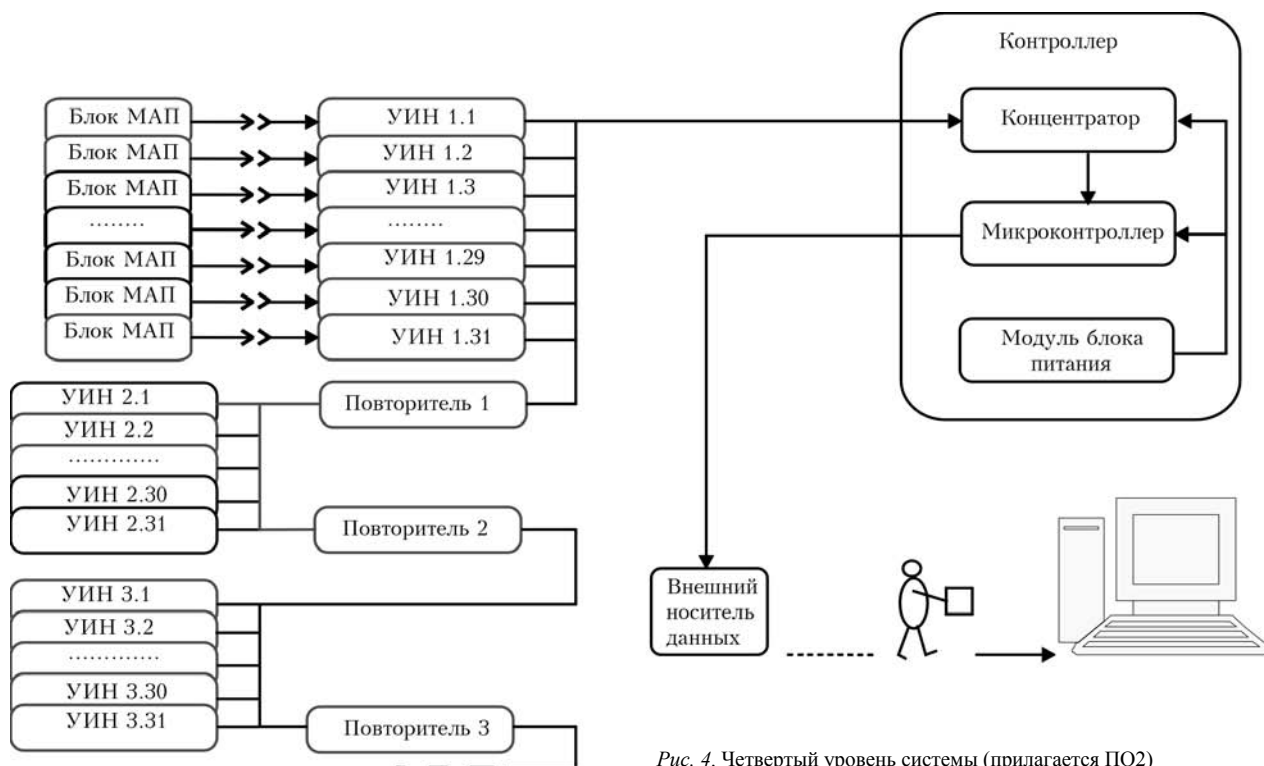 Контроллер
Концентратор
Микроконтроллер
Модуль блока
питания
Блок МАП
УИН 1.1
Блок МАП
УИН 1.2
Блок МАП
УИН 1.3
........
........
Блок МАП
УИН 1.29
Блок МАП
УИН 1.30
Блок МАП
УИН 1.31
УИН 2.1
Повторитель 1
УИН 2.2
.............
УИН 2.30
УИН 2.31
Повторитель 2
УИН 3.1
УИН 3.2
.............
УИН 3.30
УИН 3.31
Повторитель 3
Внешний
носитель
данных
Рис. 4. Четвертый уровень системы (прилагается ПО2)